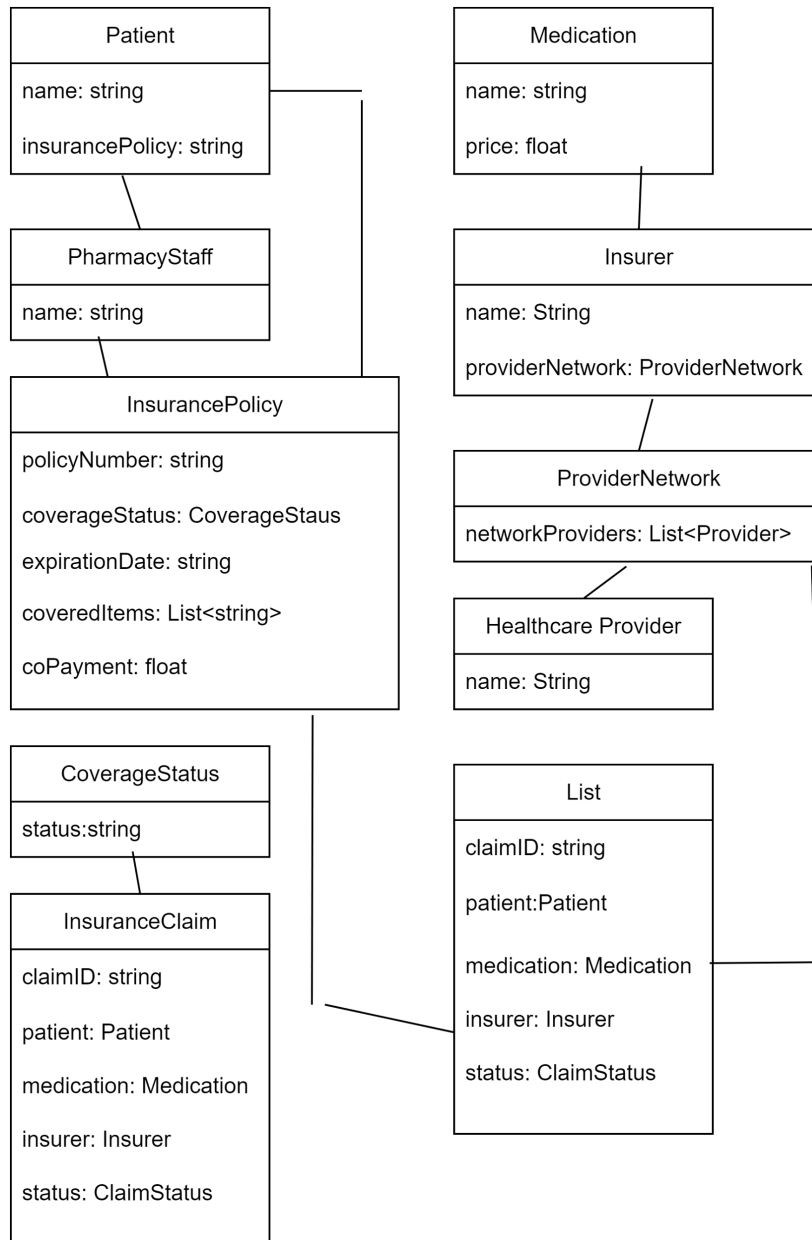 Patient
name: string
insurancePolicy: string
PharmacyStaff
name: string
InsurancePolicy
policyNumber: string
coverageStatus: CoverageStaus
expirationDate: string
coveredItems: List<string>
coPayment: float
CoverageStatus
status:string
InsuranceClaim
claimID: string
patient: Patient
medication: Medication
insurer: Insurer
status: ClaimStatus
Medication
name: string
price: float
Insurer
name: String
providerNetwork: ProviderNetwork
ProviderNetwork
networkProviders: List<Provider>
Healthcare Provider
name: String
List
claimID: string
patient:Patient
medication: Medication
insurer: Insurer
status: ClaimStatus